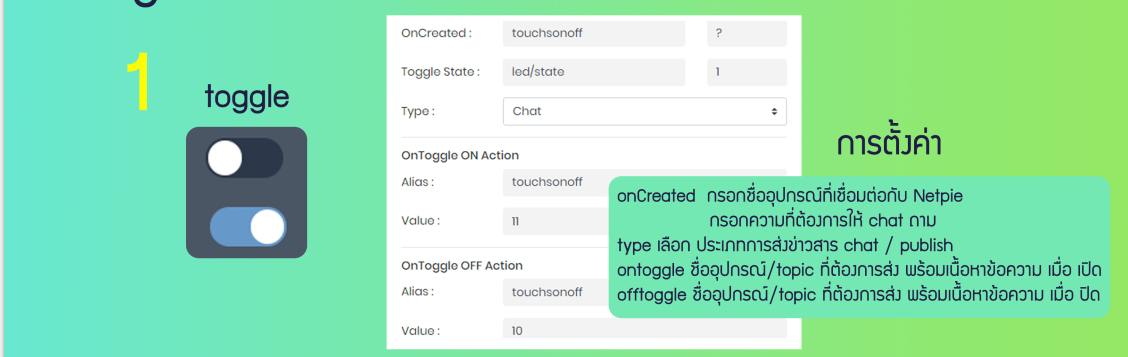 1
toggle
OnCreated : touchsonoff ?
Toggle State : led/state 1
Type : Chat
OnToggle ON Action
Alias : touchsonoff
Value : 11
OnToggle OFF Action
Alias : touchsonoff
Value : 10
การตั้งค่า
onCreated กรอกชื่ออุปกรณ์ที่เชื่อมต่อกับ Netpie
กรอกความที่ต้องการให้ chat ถาม
type เลือก ประเภทการส่งข่าวสาร chat / publish
ontoggle ชื่ออุปกรณ์/topic ที่ต้องการส่ง พร้อมเนื้อหาข้อความ เมื่อ เปิด
offtoggle ชื่ออุปกรณ์/topic ที่ต้องการส่ง พร้อมเนื้อหาข้อความ เมื่อ ปิด